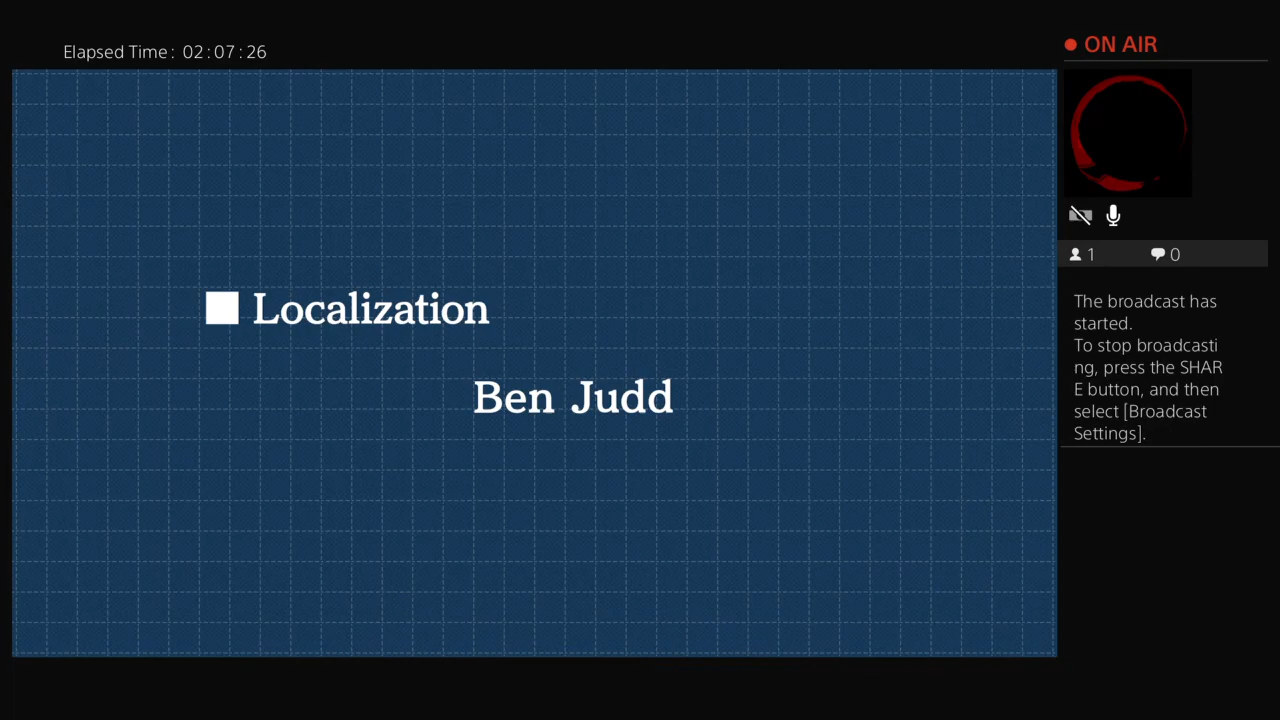 Elapsed Time: 02:07:26
ON AIR
1 0
Localization
Ben Judd
The broadcast has
started.
To stop broadcasti
ng, press the SHAR
E button, and then
select [Broadcast
Settings].